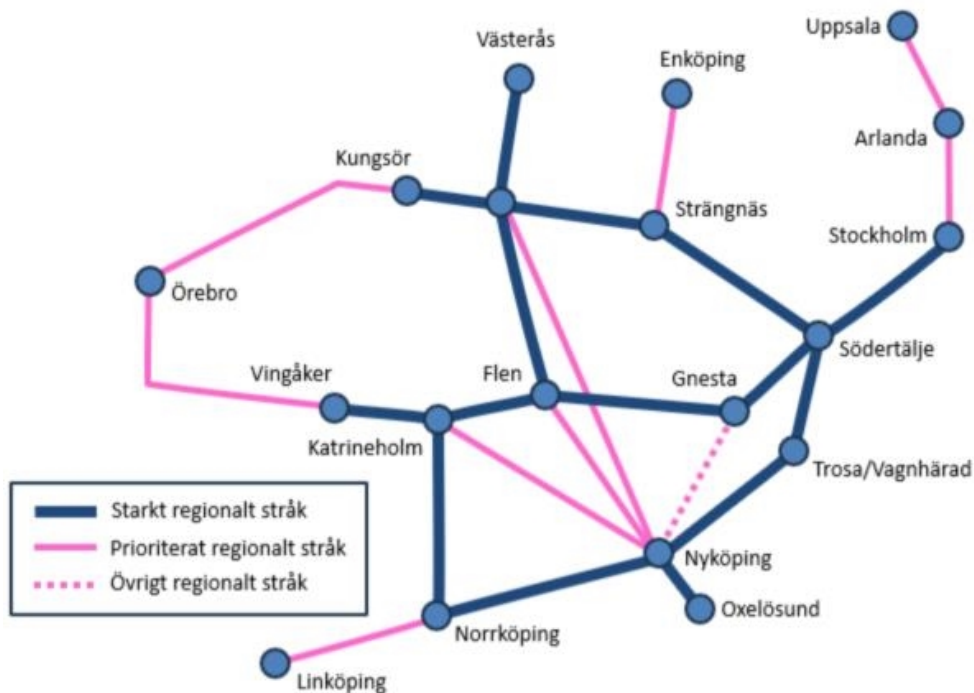 Uppsala
Västerås
Enköping
Arlanda
Kungsör
Strängnäs
Stockholm
Örebro
Södertälje
Vingåker
Flen
Gnesta
Katrineholm
Trosa/Vagnhärad
Starkt regionalt stråk
Prioriterat regionalt stråk
Övrigt regionalt stråk
Nyköping
Oxelösund
Norrköping
Linköping